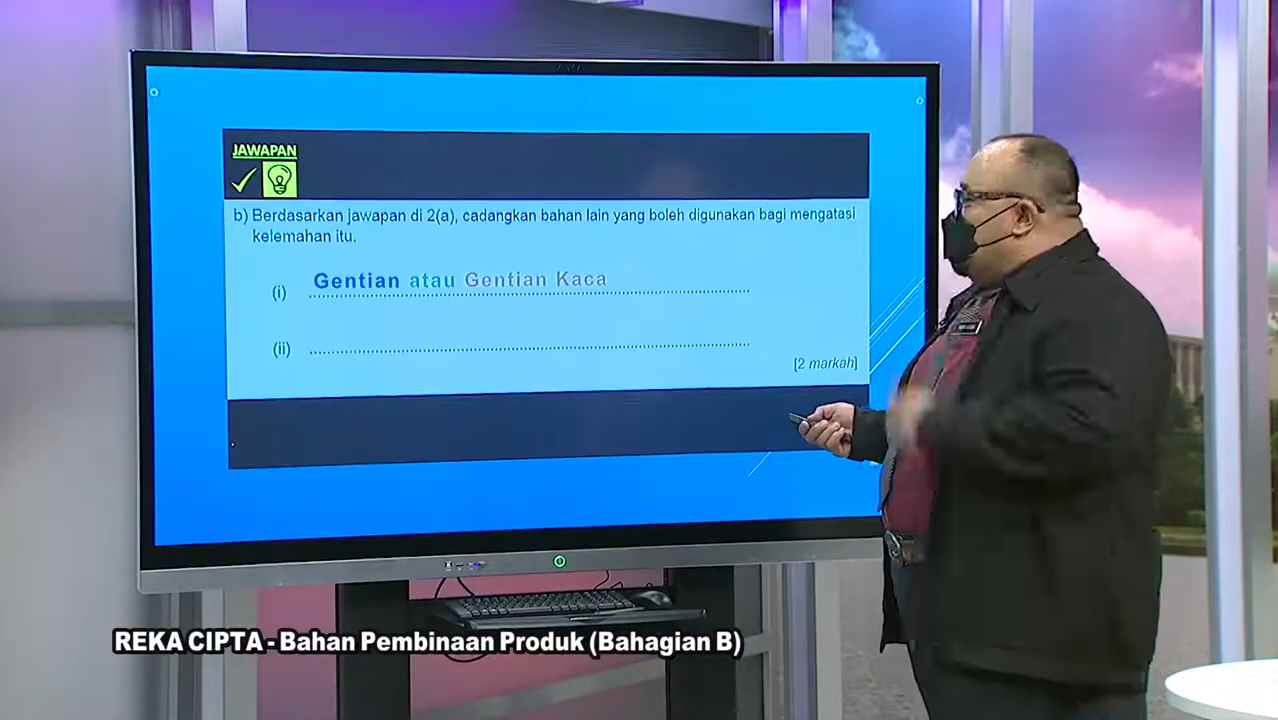 JAWAPAN
b) Berdasarkan jawapan di 2(a), cadangkan bahan lain yang boleh digunakan bagi mengatasi
kelemahan itu.
(i) Gentian atau Gentian Kaca
(ii)
[2 markah]
REKA CIPTA - Bahan Pembinaan Produk (Bahagian B)